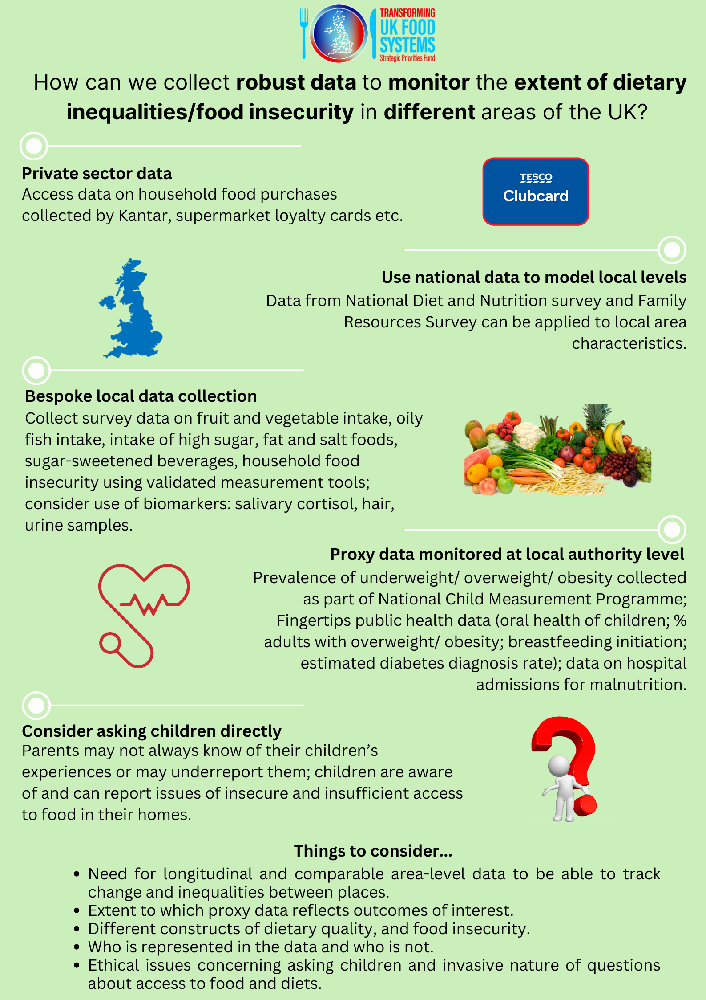 TRANSFORMING
UK FOOD
SYSTEMS
Strategic Priorities Fund
How can we collect robust data to monitor the extent of dietary
inequalities/food insecurity in different areas of the UK?
Private sector data
Access data on household food purchases
collected by Kantar, supermarket loyalty cards etc.
TESCO
Clubcard
Use national data to model local levels
Data from National Diet and Nutrition survey and Family
Resources Survey can be applied to local area
characteristics.
Bespoke local data collection
Collect survey data on fruit and vegetable intake, oily
fish intake, intake of high sugar, fat and salt foods,
sugar-sweetened beverages, household food
insecurity using validated measurement tools;
consider use of biomarkers: salivary cortisol, hair,
urine samples.
Proxy data monitored at local authority level
Prevalence of underweight/ overweight/ obesity collected
as part of National Child Measurement Programme;
Fingertips public health data (oral health of children; %
adults with overweight/ obesity; breastfeeding initiation;
estimated diabetes diagnosis rate); data on hospital
admissions for malnutrition.
Consider asking children directly
Parents may not always know of their children’s
experiences or may underreport them; children are aware
of and can report issues of insecure and insufficient access
to food in their homes.
Things to consider...
• Need for longitudinal and comparable area-level data to be able to track
change and inequalities between places.
• Extent to which proxy data reflects outcomes of interest.
• Different constructs of dietary quality, and food insecurity.
• Who is represented in the data and who is not.
• Ethical issues concerning asking children and invasive nature of questions
about access to food and diets.